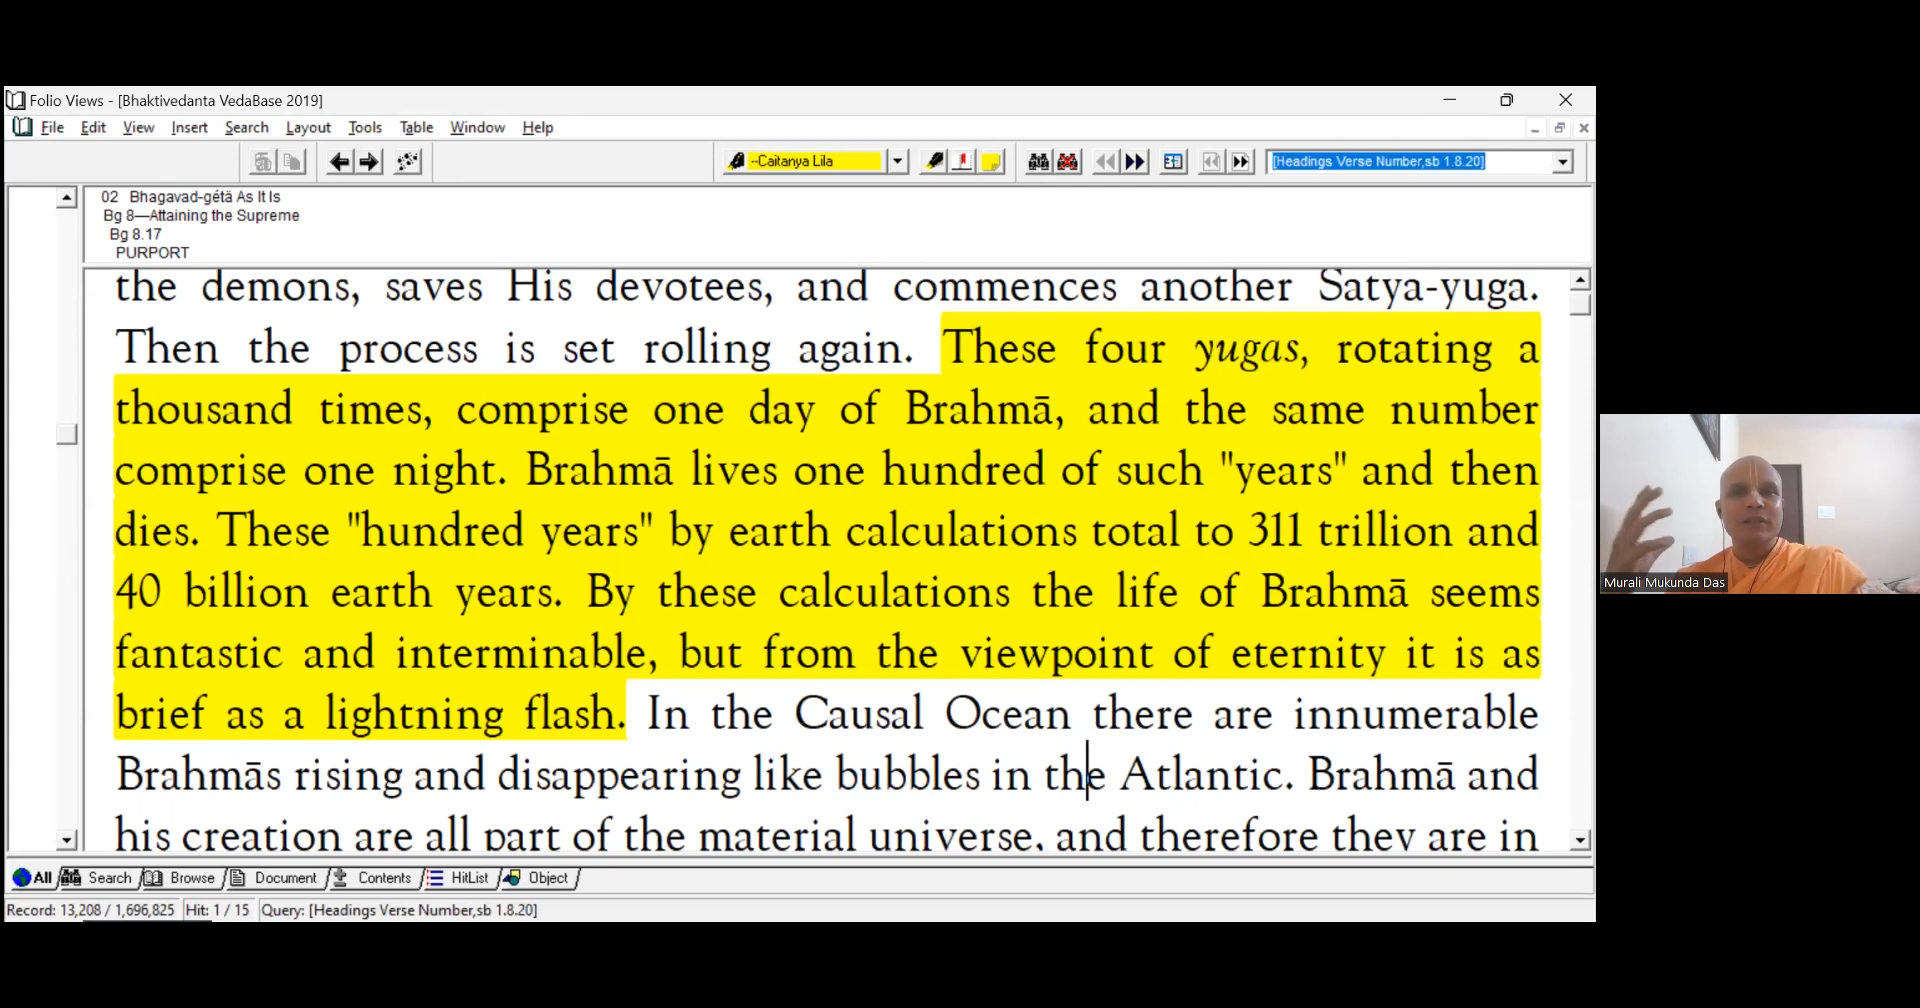 Folio Views - [Bhaktivedanta VedaBase 2019]
File Edit View Insert Search Layout Tools Table Window Help
--Caitanya Lila
[Headings Verse Number,sb 1.8.20]
02 Bhagavad-gétä As It Is
Bg 8—Attaining the Supreme
Bg 8.17
PURPORT
the demons, saves His devotees, and commences another Satya-yuga.
Then the process is set rolling again. These four yugas, rotating a
thousand times, comprise one day of Brahmā, and the same number
comprise one night. Brahmā lives one hundred of such "years" and then
dies. These "hundred years" by earth calculations total to 311 trillion and
40 billion earth years. By these calculations the life of Brahmā seems
fantastic and interminable, but from the viewpoint of eternity it is as
brief as a lightning flash. In the Causal Ocean there are innumerable
Brahmās rising and disappearing like bubbles in the Atlantic. Brahmā and
his creation are all part of the material universe, and therefore they are in
All Search Browse Document Contents HitList Object
Record: 13,208 / 1,696,825 Hit: 1 / 15 Query: [Headings Verse Number,sb 1.8.20]
Murali Mukunda Das